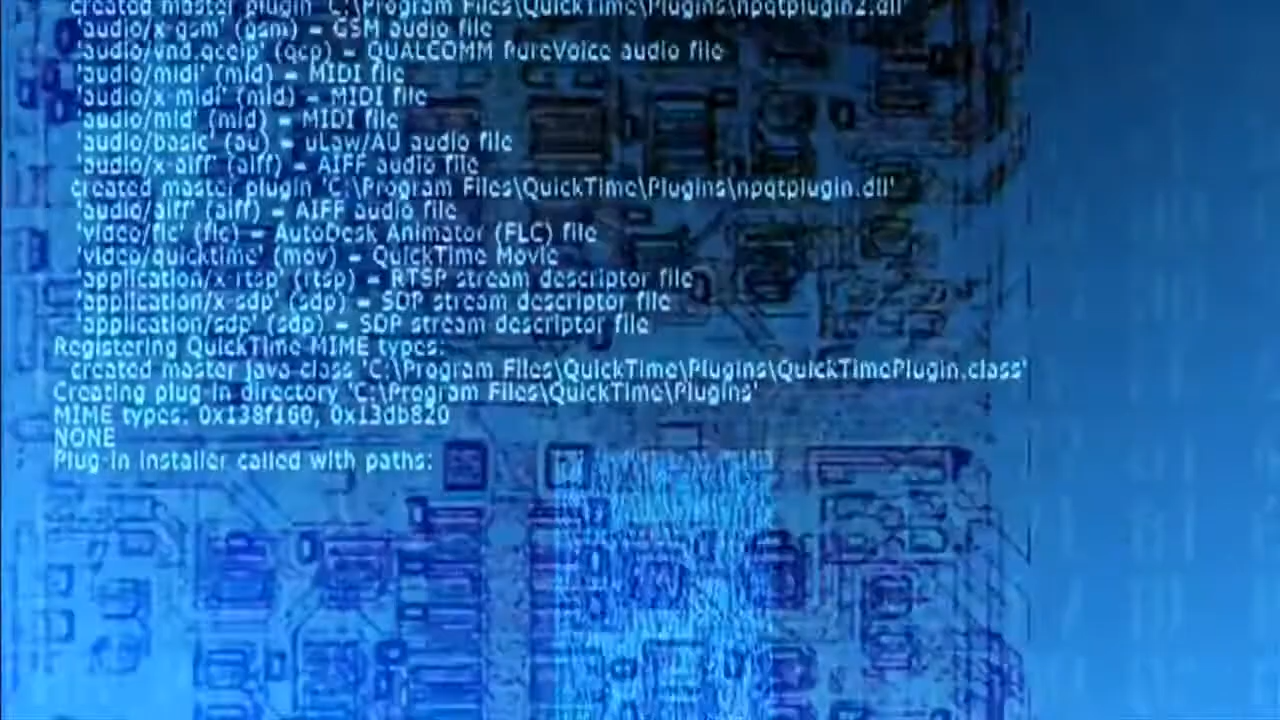 created master plugin 'C:\Program Files\QuickTime\Plugins\npqtplugin2.dll'
'audio/x-gsm' (gsm) = GSM audio file
'audio/vnd.qcelp' (qcp) = QUALCOMM PureVoice audio file
'audio/midi' (mid) = MIDI file
'audio/x-midi' (mid) = MIDI file
'audio/mid' (mid) = MIDI file
'audio/basic' (au) = uLaw/AU audio file
'audio/x-aiff' (aiff) = AIFF audio file
created master plugin 'C:\Program Files\QuickTime\Plugins\npqtplugin.dll'
'audio/aiff' (aiff) = AIFF audio file
'video/flc' (flc) = AutoDesk Animator (FLC) file
'video/quicktime' (mov) = QuickTime Movie
'application/x-rtsp' (rtsp) = RTSP stream descriptor file
'application/x-sdp' (sdp) = SDP stream descriptor file
'application/sdp' (sdp) = SDP stream descriptor file
Registering QuickTime MIME types:
created master java-class 'C:\Program Files\QuickTime\Plugins\QuickTimePlugin.class'
Creating plug-in directory 'C:\Program Files\QuickTime\Plugins'
MIME types: 0x138f160, 0x13db820
NONE
Plug-in installer called with paths: